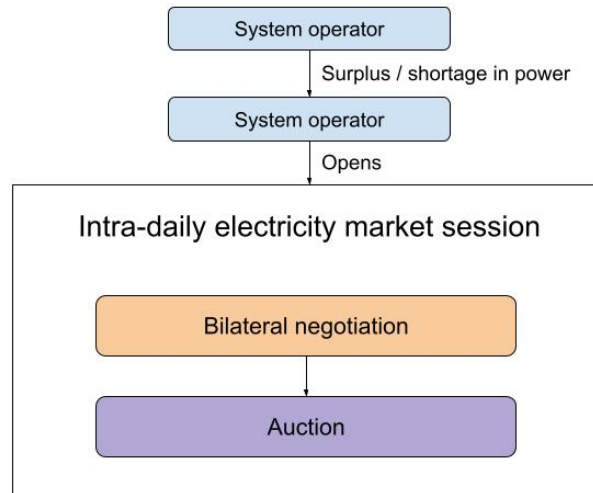 System operator
Surplus / shortage in power
System operator
Opens
Intra-daily electricity market session
Bilateral negotiation
Auction